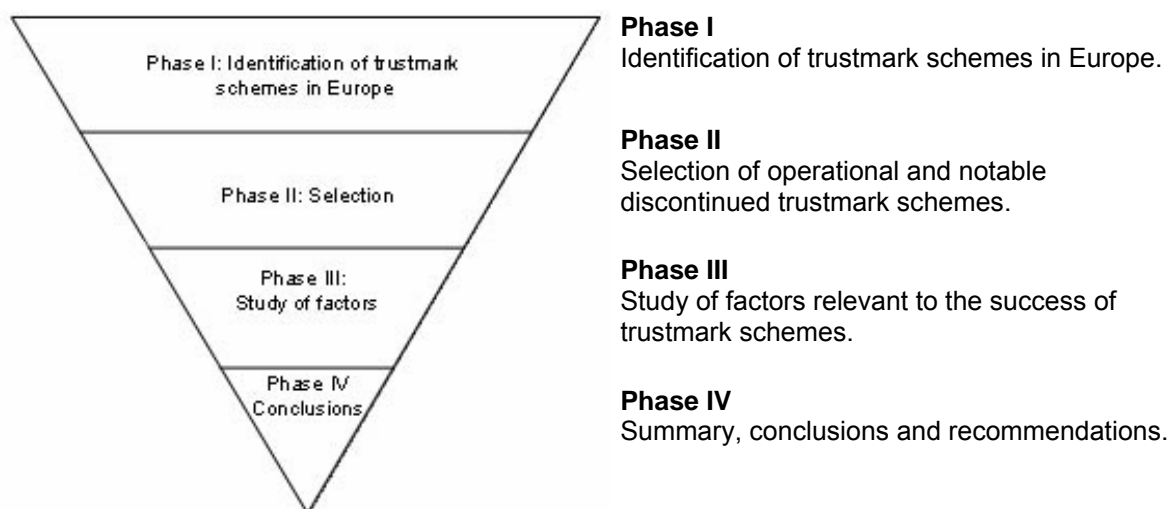 Phase I: Identification of trustmark
schemes in Europe
Phase II: Selection
Phase III:
Study of factors
Phase IV
Conclusions
Phase I
Identification of trustmark schemes in Europe.
Phase II
Selection of operational and notable
discontinued trustmark schemes.
Phase III
Study of factors relevant to the success of
trustmark schemes.
Phase IV
Summary, conclusions and recommendations.